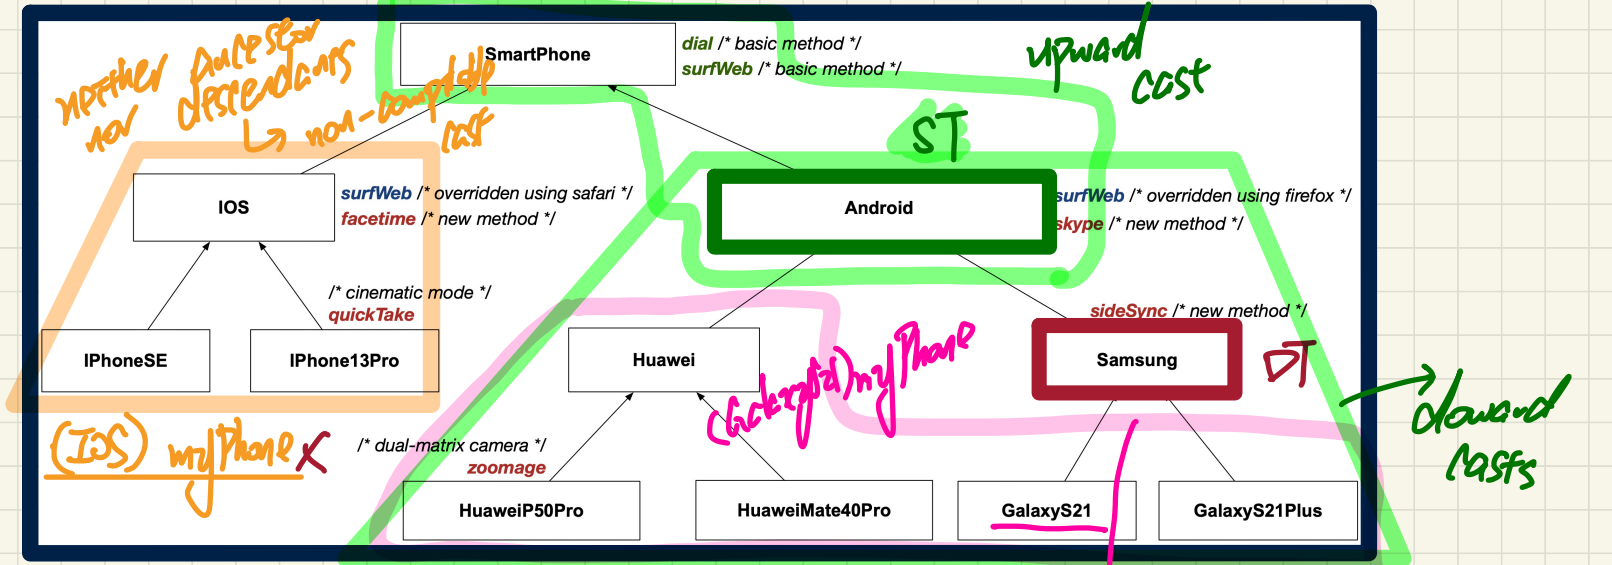 SmartPhone
dial /* basic method */
surfWeb /* basic method */
upward
cast
neither
nor
ancestor
descendants
non-compatible
cast
ST
IOS
surfWeb /* overridden using safari */
facetime /* new method */
Android
surfWeb /* overridden using firefox */
skype /* new method */
/* cinematic mode */
quickTake
sideSync /* new method */
IPhoneSE
IPhone13Pro
Huawei
Samsung
DT
(GalaxyS21) myPhone
(IOS) myPhone X
/* dual-matrix camera */
zoomage
casts
HuaweiP50Pro
HuaweiMate40Pro
GalaxyS21
GalaxyS21Plus